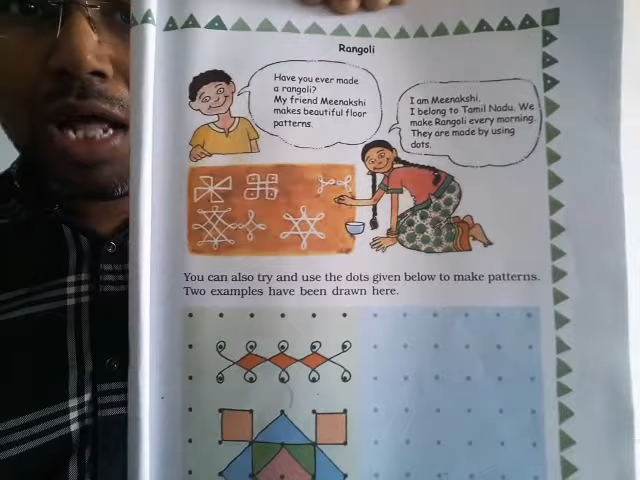 Rangoli
Have you ever made
a rangoli?
My friend Meenakshi
makes beautiful floor
patterns.
I am Meenakshi,
I belong to Tamil Nadu. We
make Rangoli every morning.
They are made by using
dots.
You can also try and use the dots given below to make patterns.
Two examples have been drawn here.